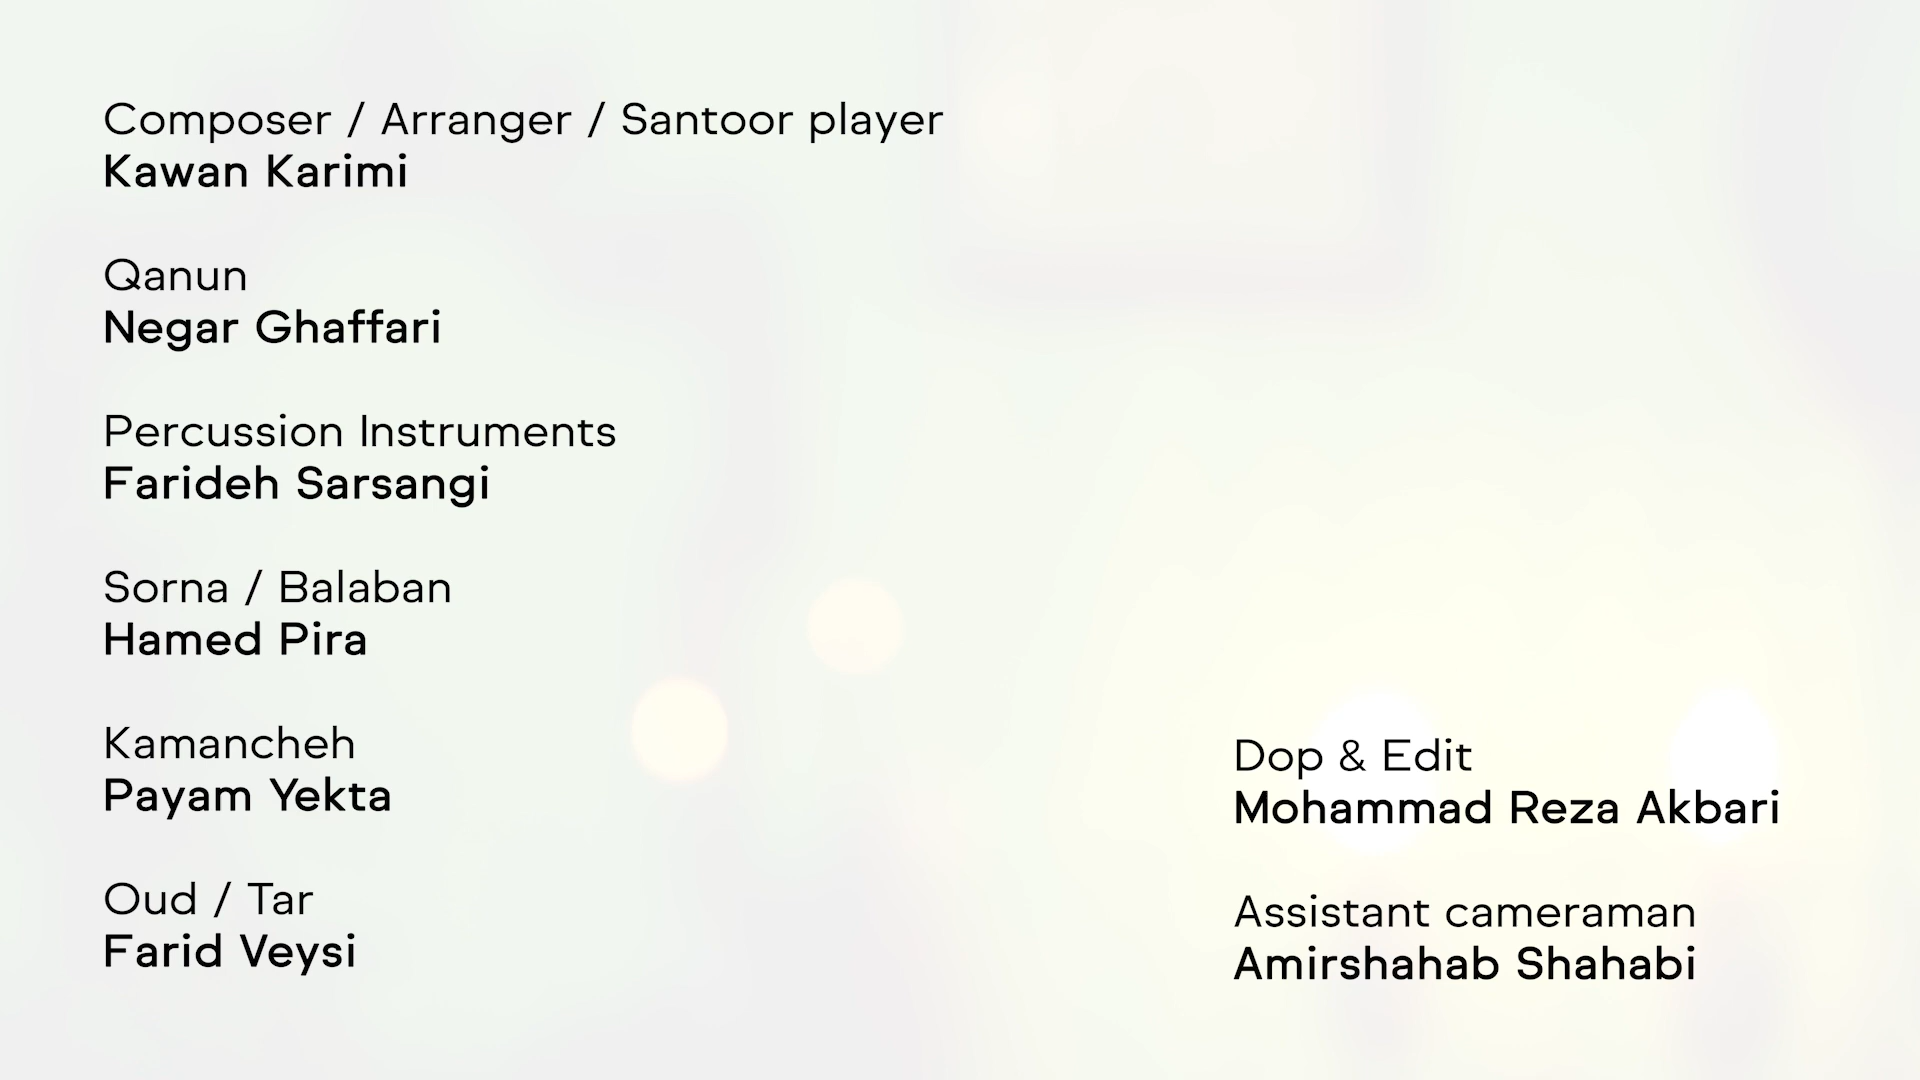 Composer / Arranger / Santoor player
Kawan Karimi
Qanun
Negar Ghaffari
Percussion Instruments
Farideh Sarsangi
Sorna / Balaban
Hamed Pira
Kamancheh
Payam Yekta
Oud / Tar
Farid Veysi
Dop & Edit
Mohammad Reza Akbari
Assistant cameraman
Amirshahab Shahabi